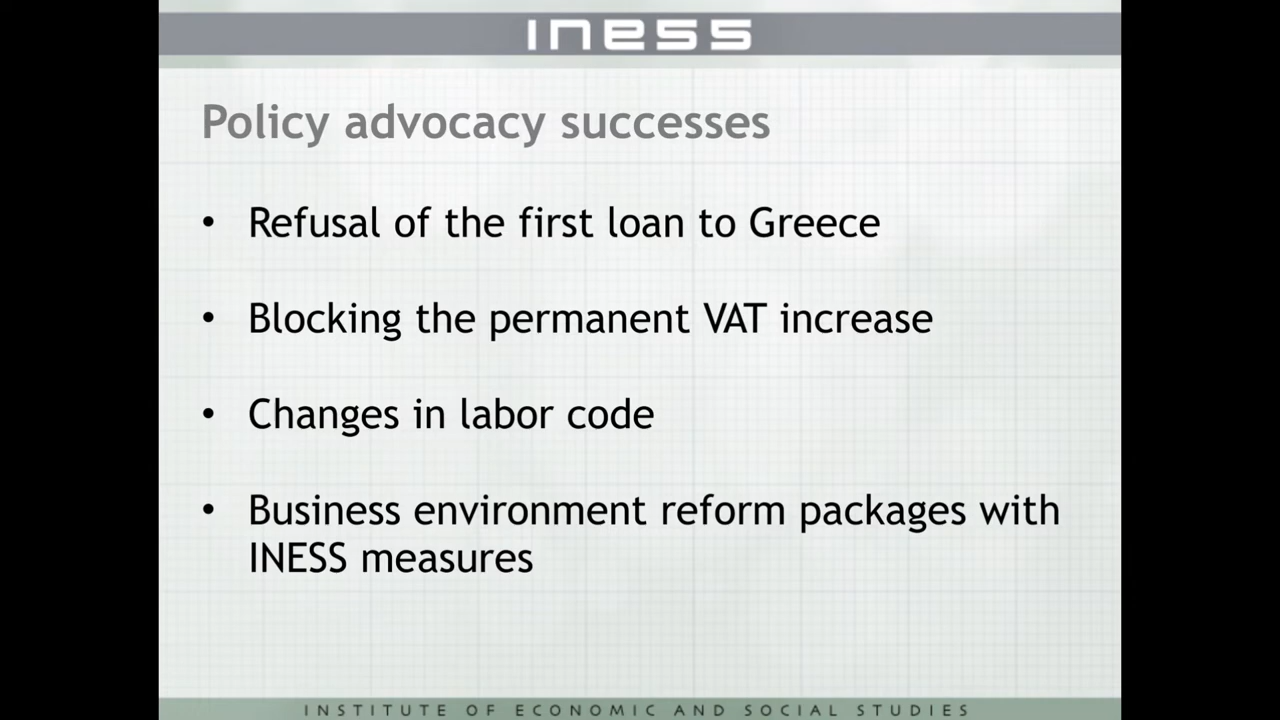 INESS
Policy advocacy successes
• Refusal of the first loan to Greece
• Blocking the permanent VAT increase
• Changes in labor code
• Business environment reform packages with
INESS measures
INSTITUTE OF ECONOMIC AND SOCIAL STUDIES